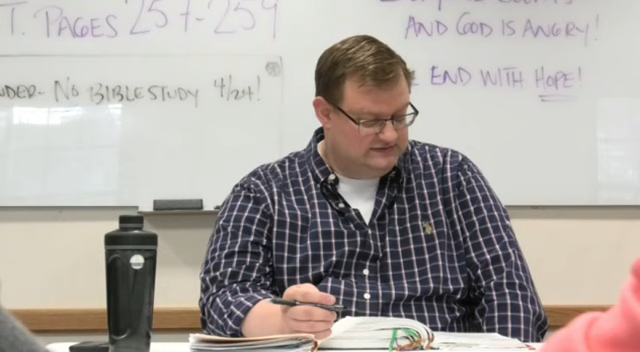 T. PAGES 257-259
AND GOD IS ANGRY!
- NO BIBLE STUDY 4/24!
END WITH HOPE!